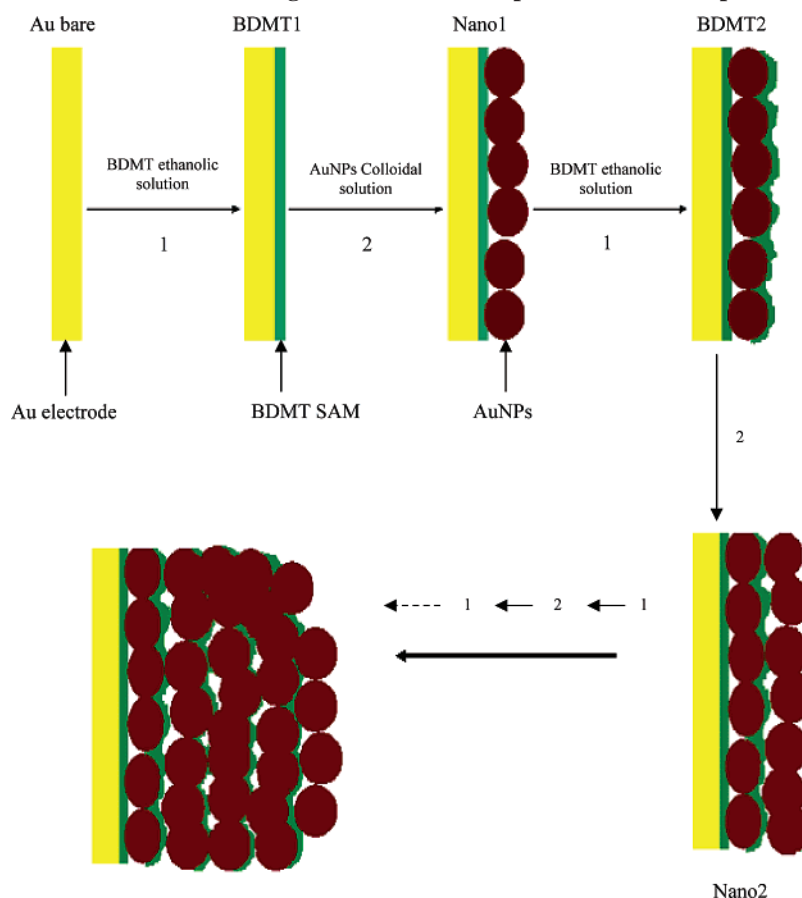 Au bare
BDMT1
Nano1
BDMT2
BDMT ethanolic
solution
AuNPs Colloidal
solution
BDMT ethanolic
solution
1
2
1
Au electrode
BDMT SAM
AuNPs
2
1 2 1
Nano2